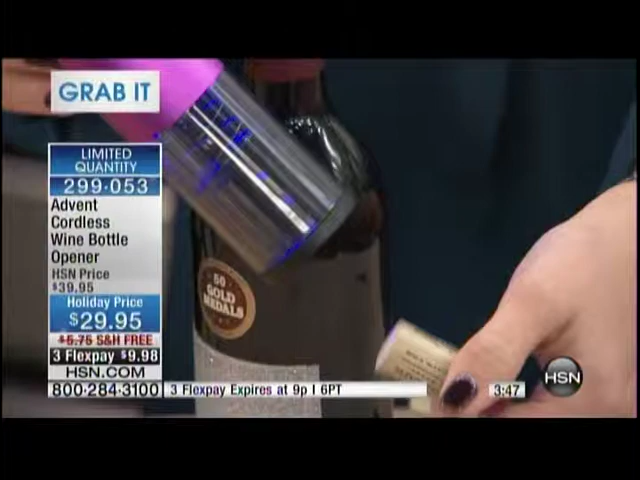 GRAB IT
LIMITED
QUANTITY
299-053
Advent
Cordless
Wine Bottle
Opener
HSN Price
$39.95
Holiday Price
$29.95
$5.75 S&H FREE
3 Flexpay $9.98
HSN.COM
800-284-3100
3 Flexpay Expires at 9p | 6PT
3:47
HSN
50
GOLD
MEDALS